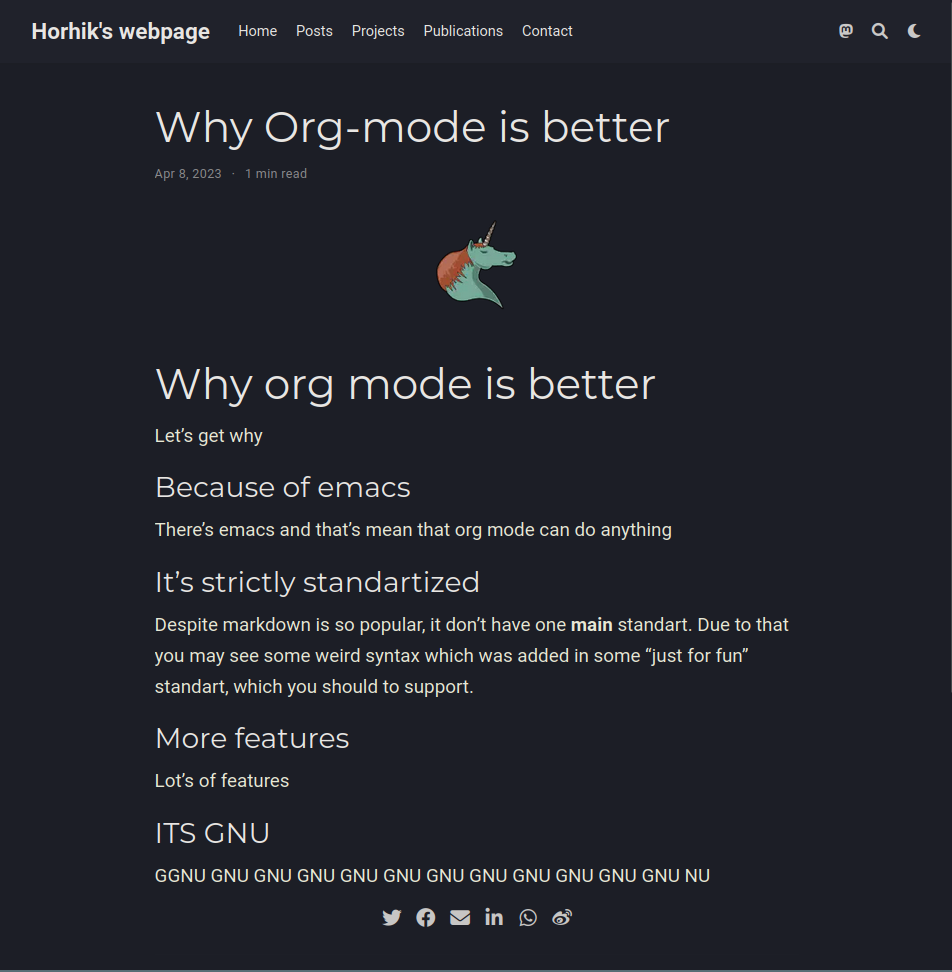 Horhik's webpage Home Posts Projects Publications Contact
Why Org-mode is better
Apr 8, 2023 · 1 min read
Why org mode is better
Let’s get why
Because of emacs
There’s emacs and that’s mean that org mode can do anything
It’s strictly standartized
Despite markdown is so popular, it don’t have one main standart. Due to that
you may see some weird syntax which was added in some “just for fun”
standart, which you should to support.
More features
Lot’s of features
ITS GNU
GGNU GNU GNU GNU GNU GNU GNU GNU GNU GNU GNU GNU NU